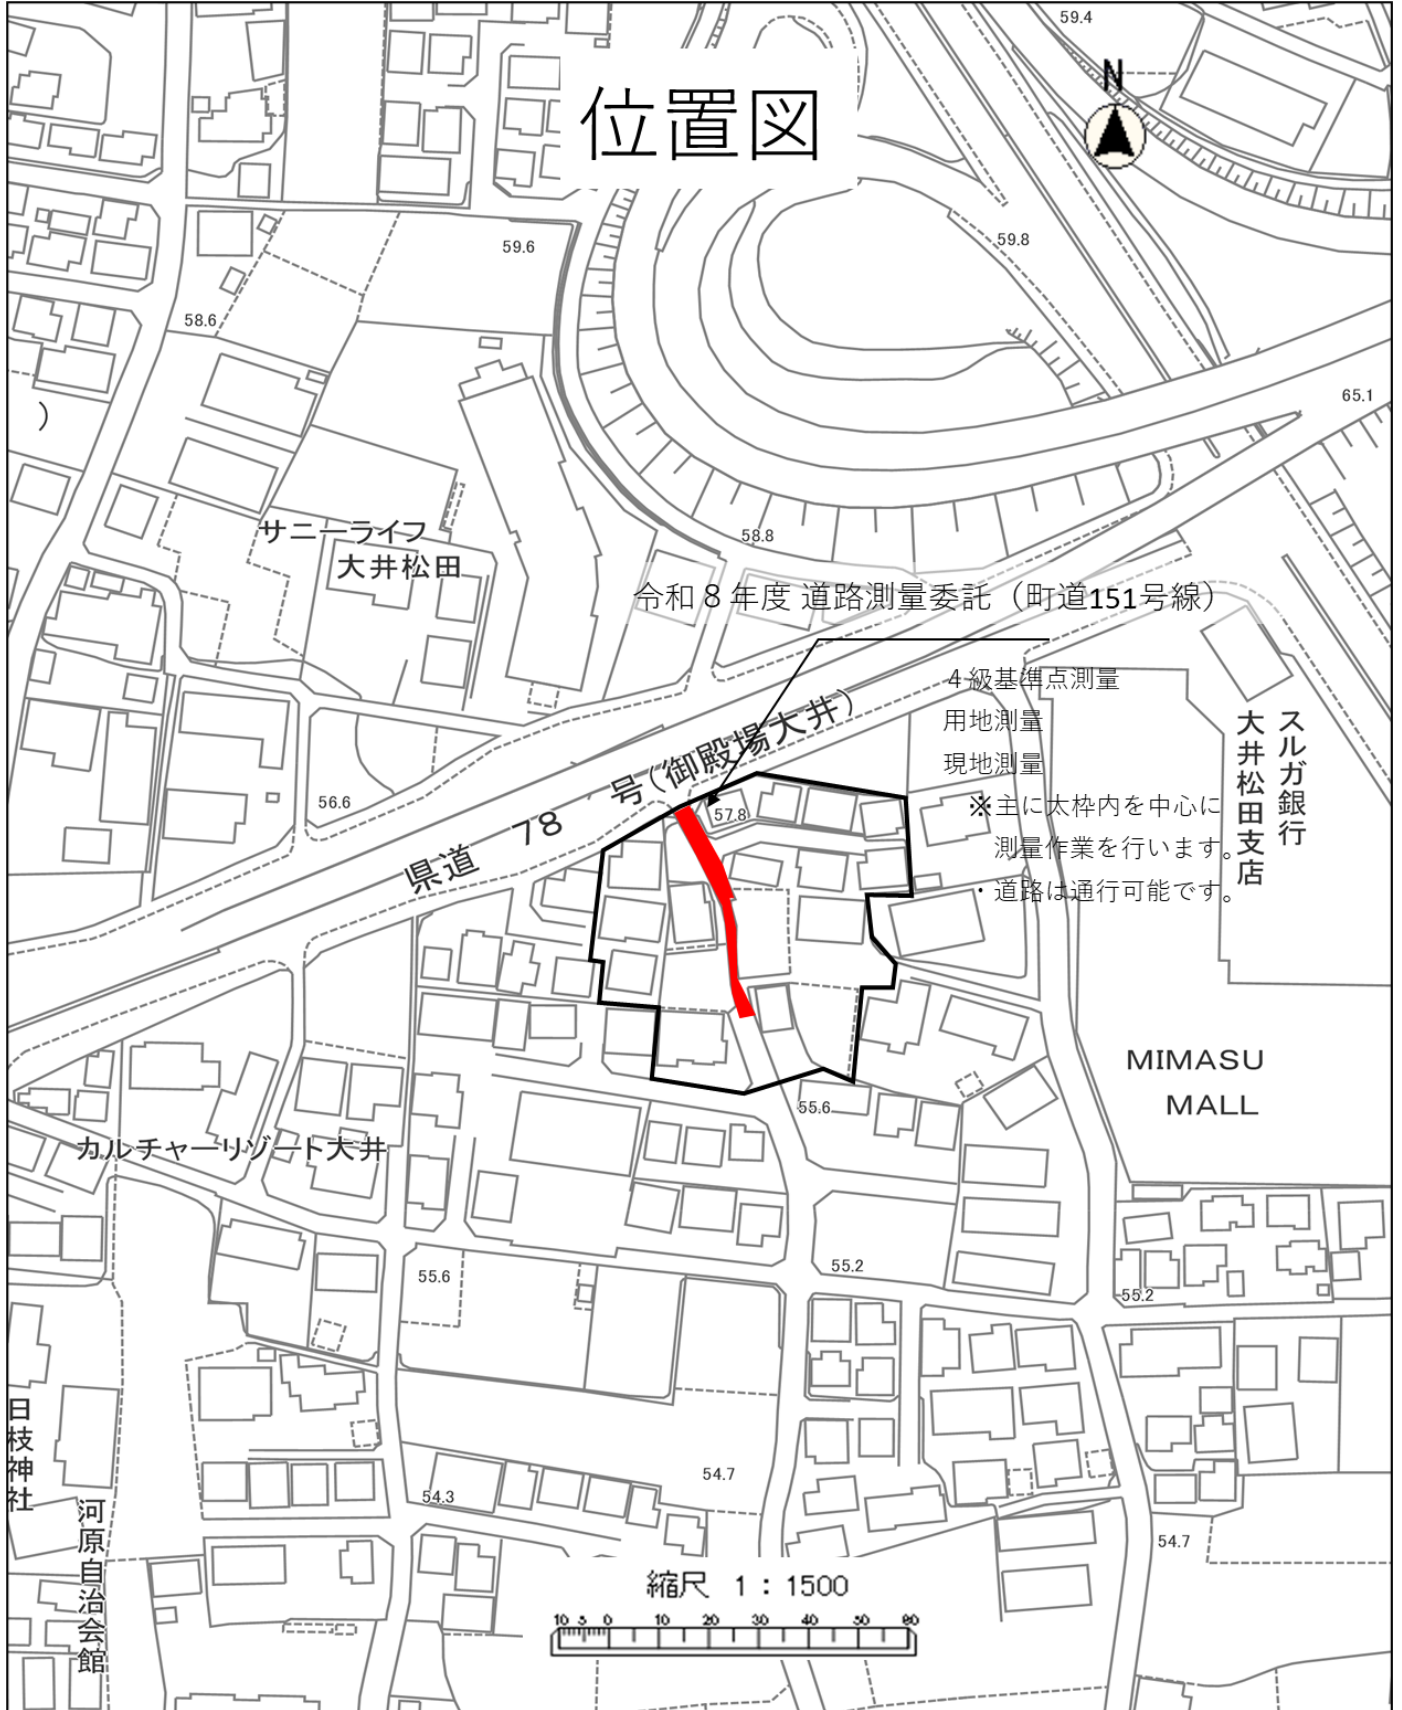 59.4
N
位置図
59.6
59.8
58.6
65.1
）
サニーライフ
大井松田
58.8
令和８年度 道路測量委託（町道151号線）
４級基準点測量
用地測量
現地測量
※主に太枠内を中心に
測量作業を行います。
・道路は通行可能です。
スルガ銀行
大井松田支店
県道 78 号（御殿場大井）
56.6
57.8
MIMASU
MALL
55.6
カルチャーリゾート大井
55.6
55.2
55.2
日枝神社
54.7
54.3
河原自治会館
54.7
縮尺 1：1500
10 5 0 10 20 30 40 50 60